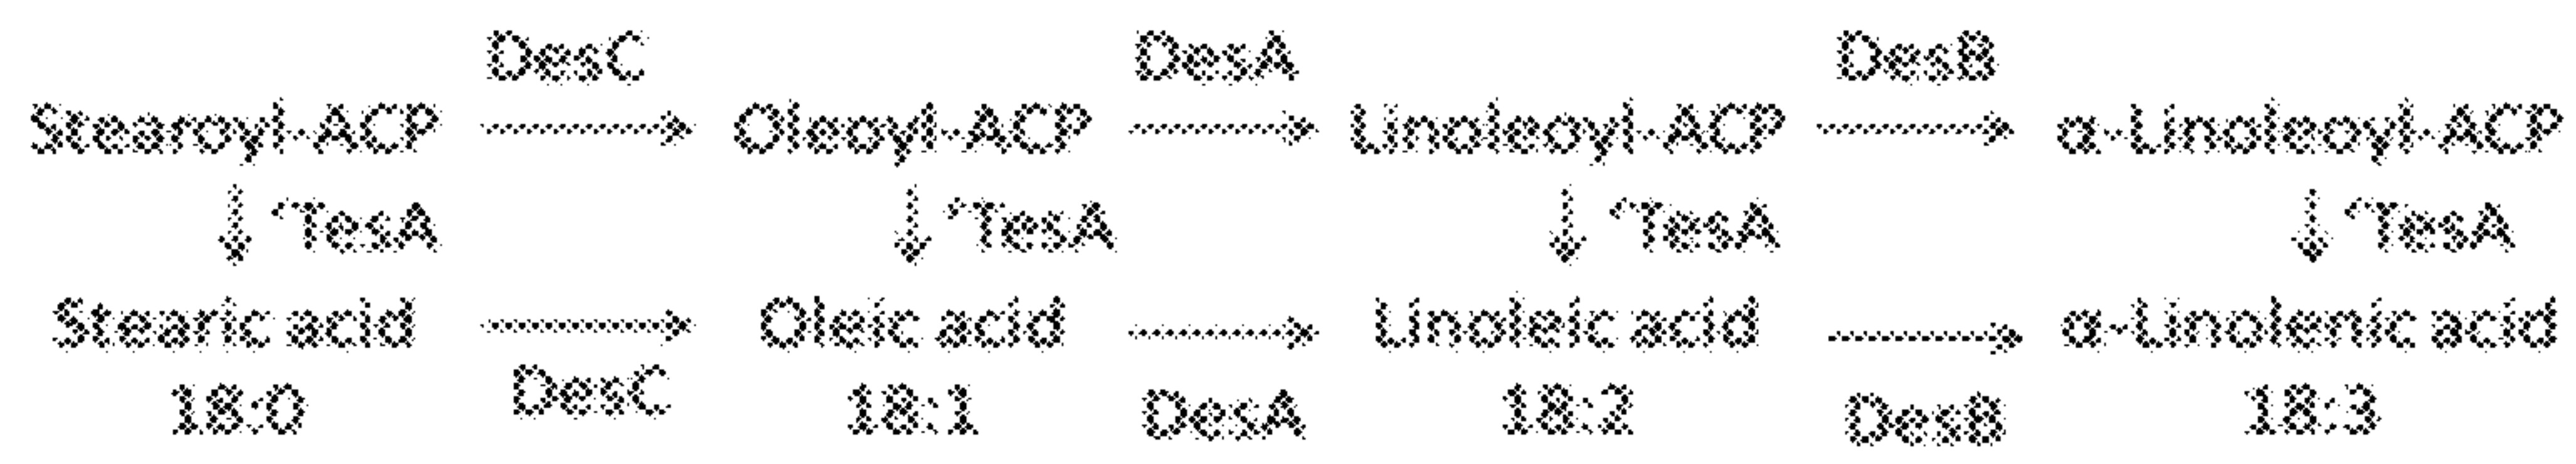 DesC DesA DesB
Stearoyl-ACP Oleoyl-ACP Linoleoyl-ACP α-Linoleoyl-ACP
'TesA 'TesA 'TesA 'TesA
Stearic acid Oleic acid Linoleic acid α-Linolenic acid
DesC DesA DesB
18:0 18:1 18:2 18:3